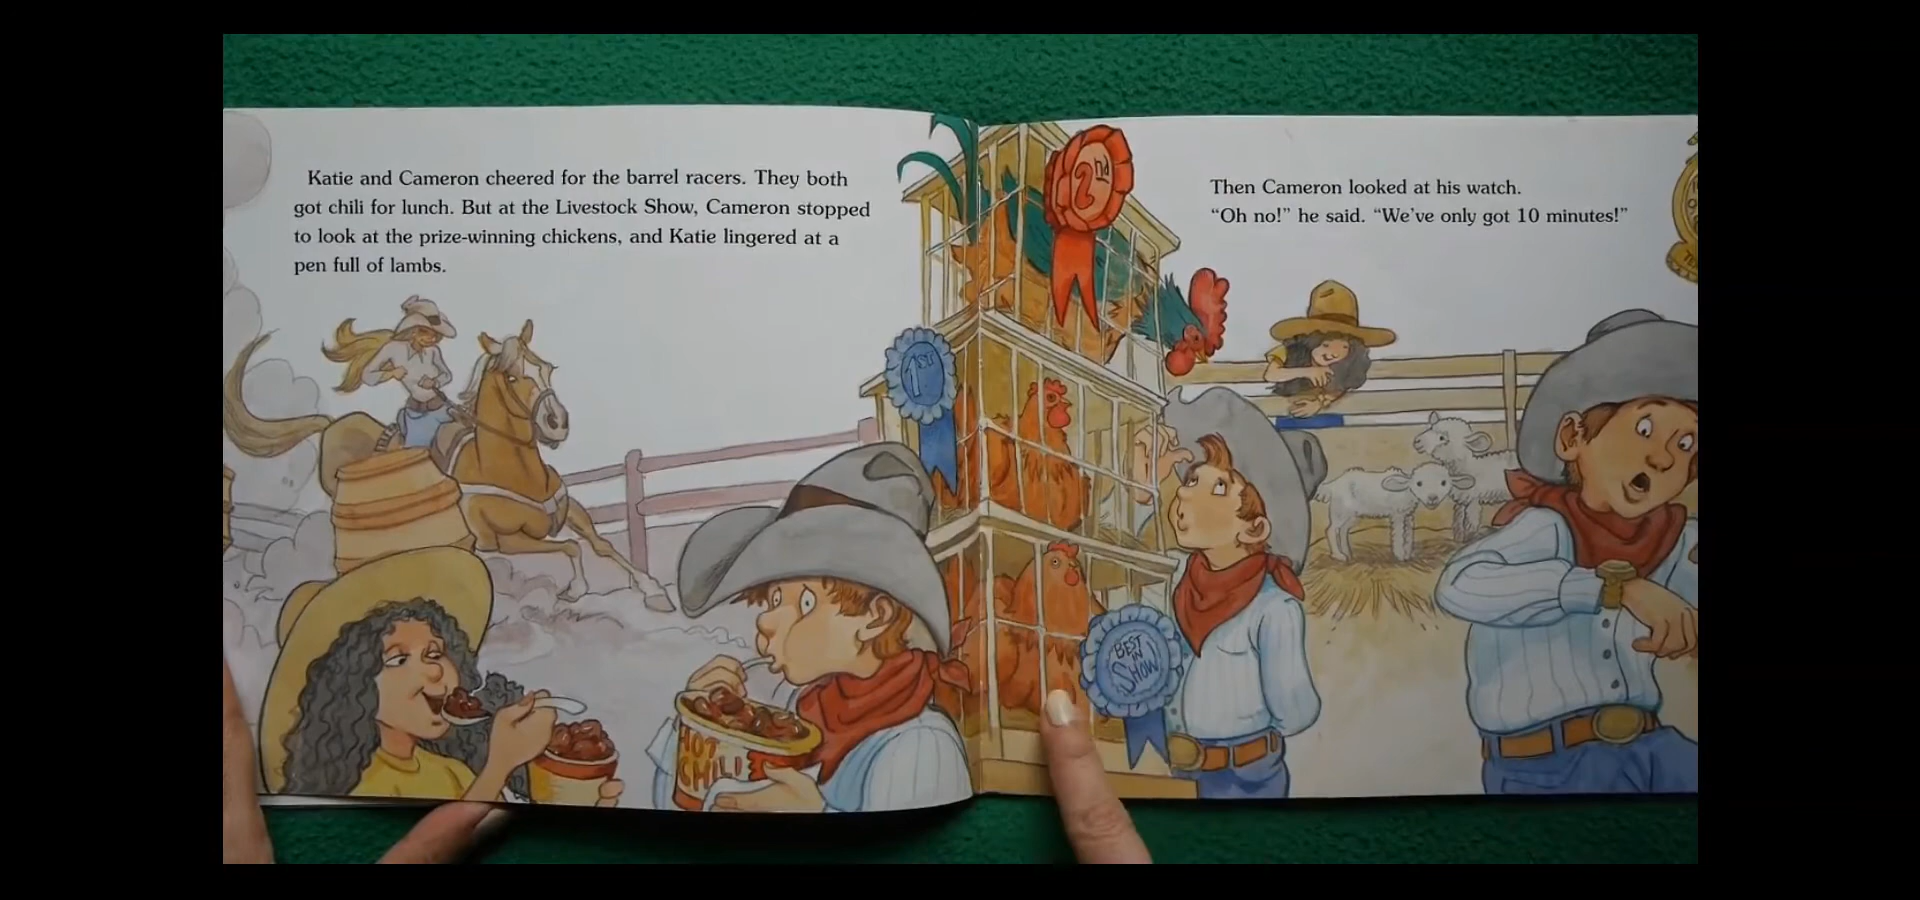 Katie and Cameron cheered for the barrel racers. They both
got chili for lunch. But at the Livestock Show, Cameron stopped
to look at the prize-winning chickens, and Katie lingered at a
pen full of lambs.
1ST
HOT
CHILI
2nd
BEST
IN
SHOW
Then Cameron looked at his watch.
“Oh no!” he said. “We’ve only got 10 minutes!”